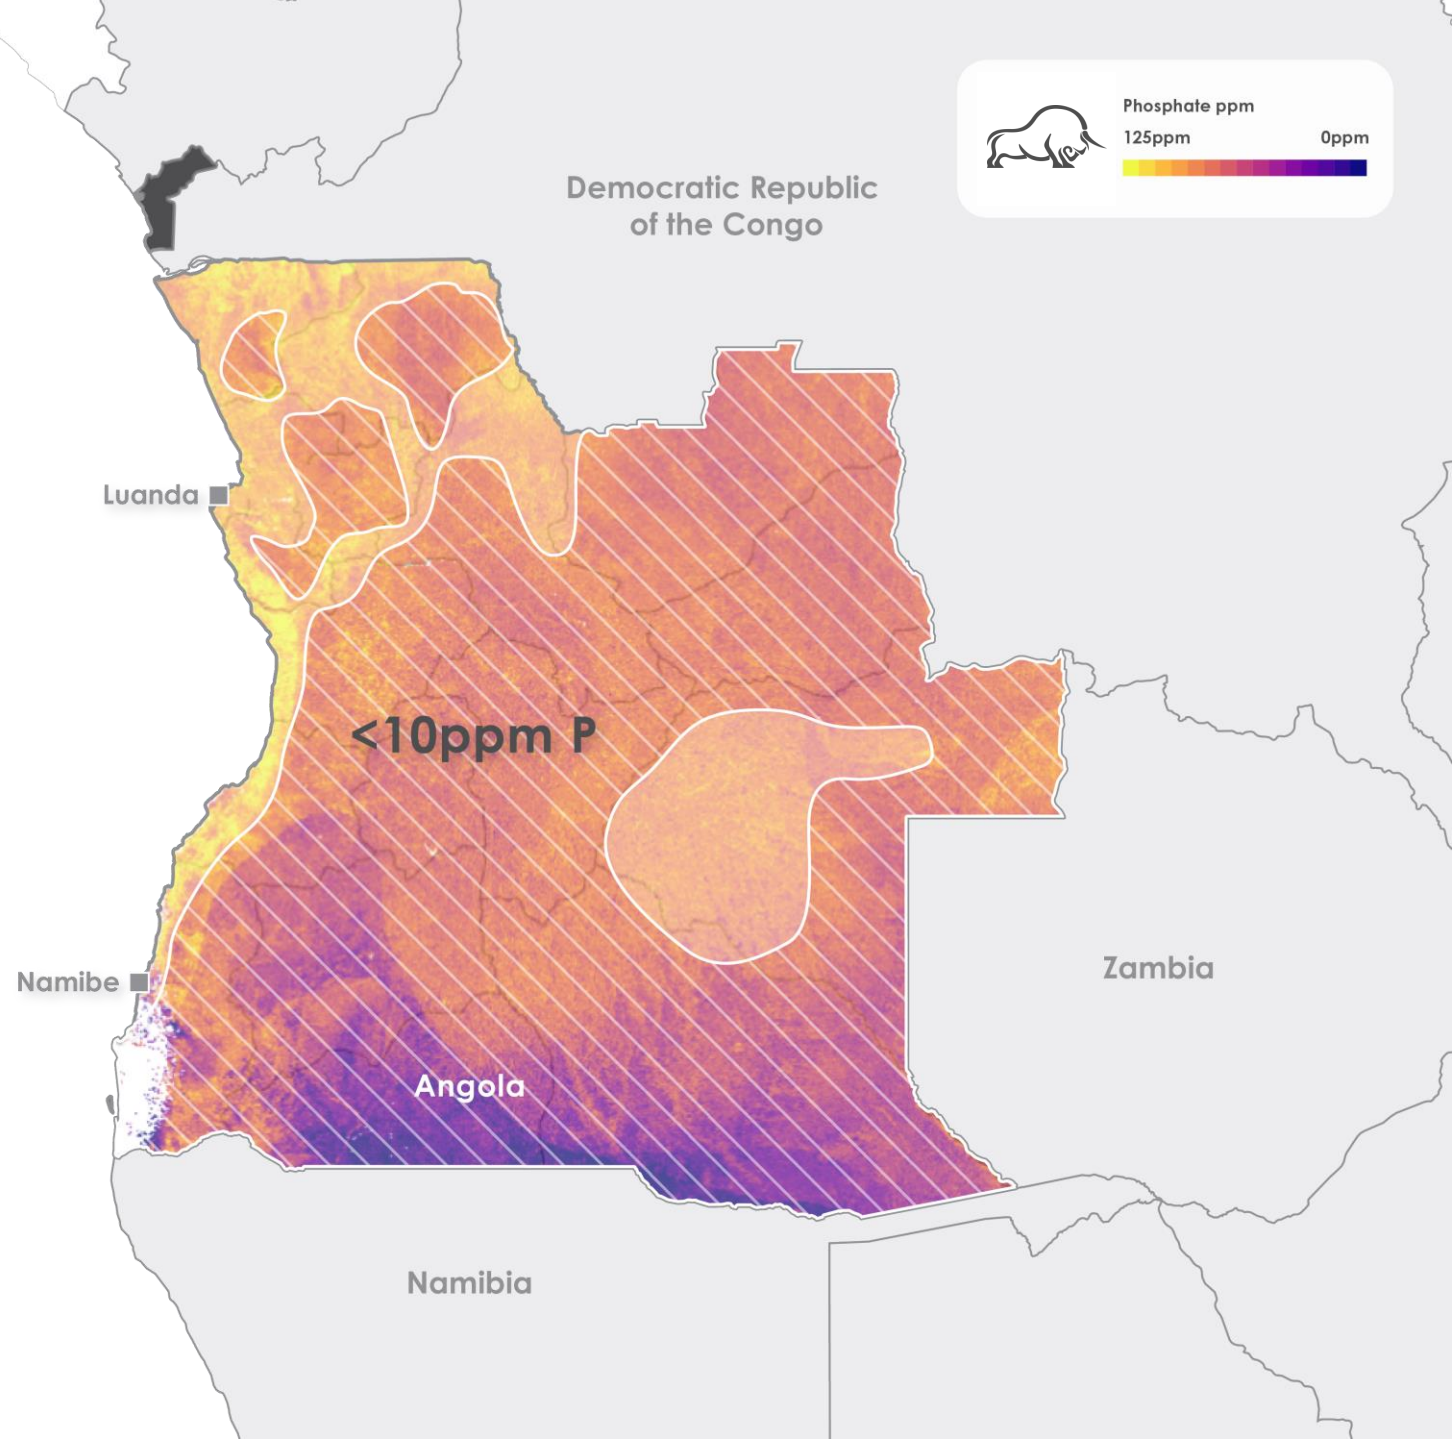 Phosphate ppm
125ppm 0ppm
Democratic Republic
of the Congo
Luanda
<10ppm P
Zambia
Namibe
Angola
Namibia